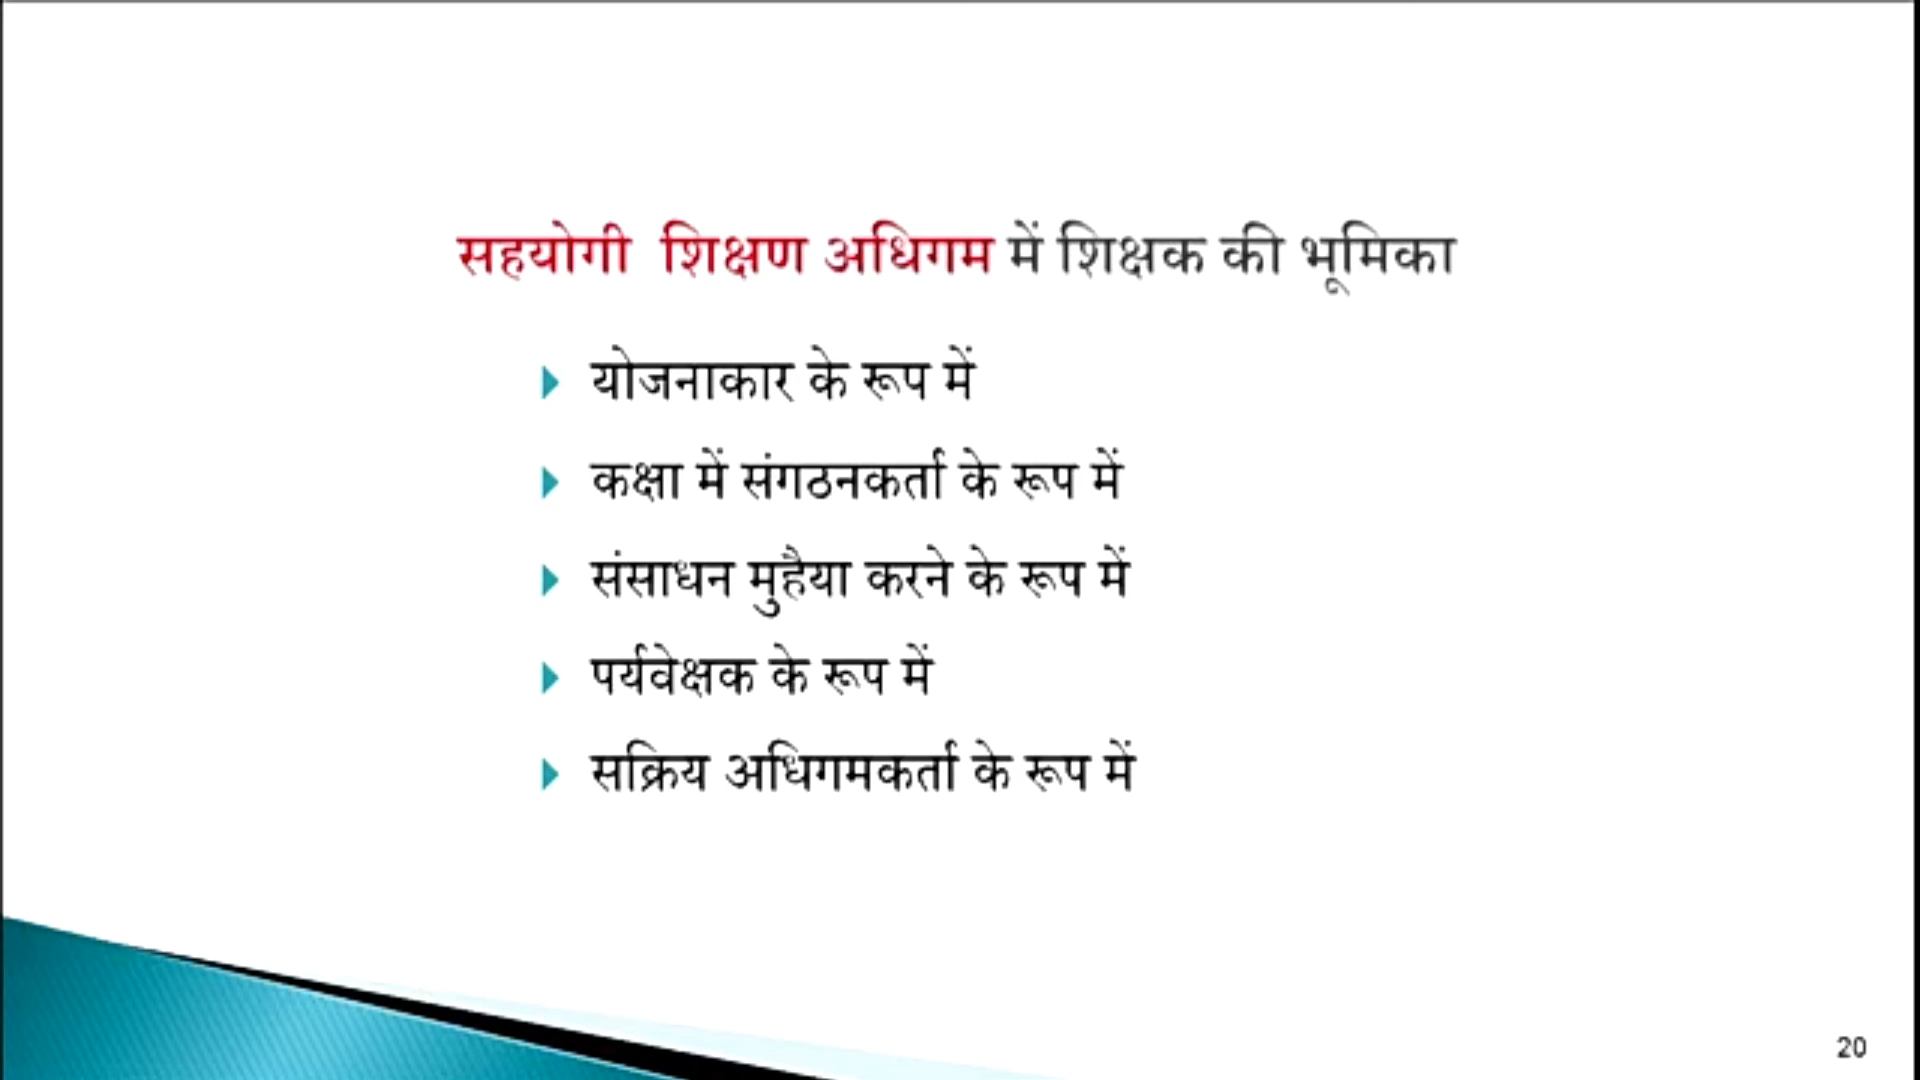 सहयोगी शिक्षण अधिगम में शिक्षक की भूमिका
योजनाकार के रूप में
कक्षा में संगठनकर्ता के रूप में
संसाधन मुहैया करने के रूप में
पर्यवेक्षक के रूप में
सक्रिय अधिगमकर्ता के रूप में
20